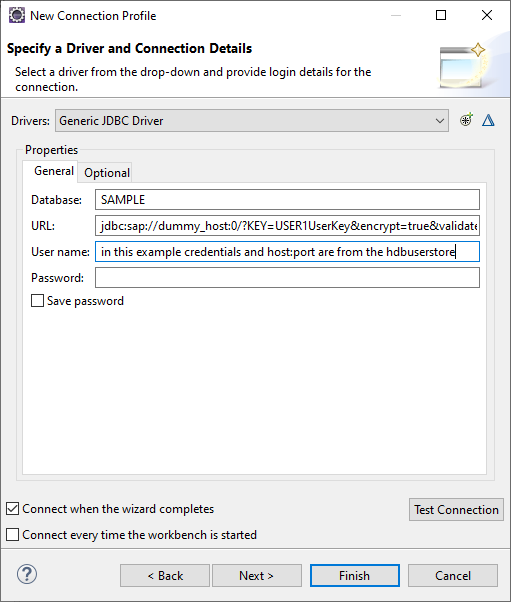 New Connection Profile
Specify a Driver and Connection Details
Select a driver from the drop-down and provide login details for the
connection.
Drivers: Generic JDBC Driver
Properties
General Optional
Database: SAMPLE
URL: jdbc:sap://dummy_host:0/?KEY=USER1UserKey&encrypt=true&validate
User name: in this example credentials and host:port are from the hdbuserstore
Password:
Save password
Connect when the wizard completes
Test Connection
Connect every time the workbench is started
? < Back Next > Finish Cancel